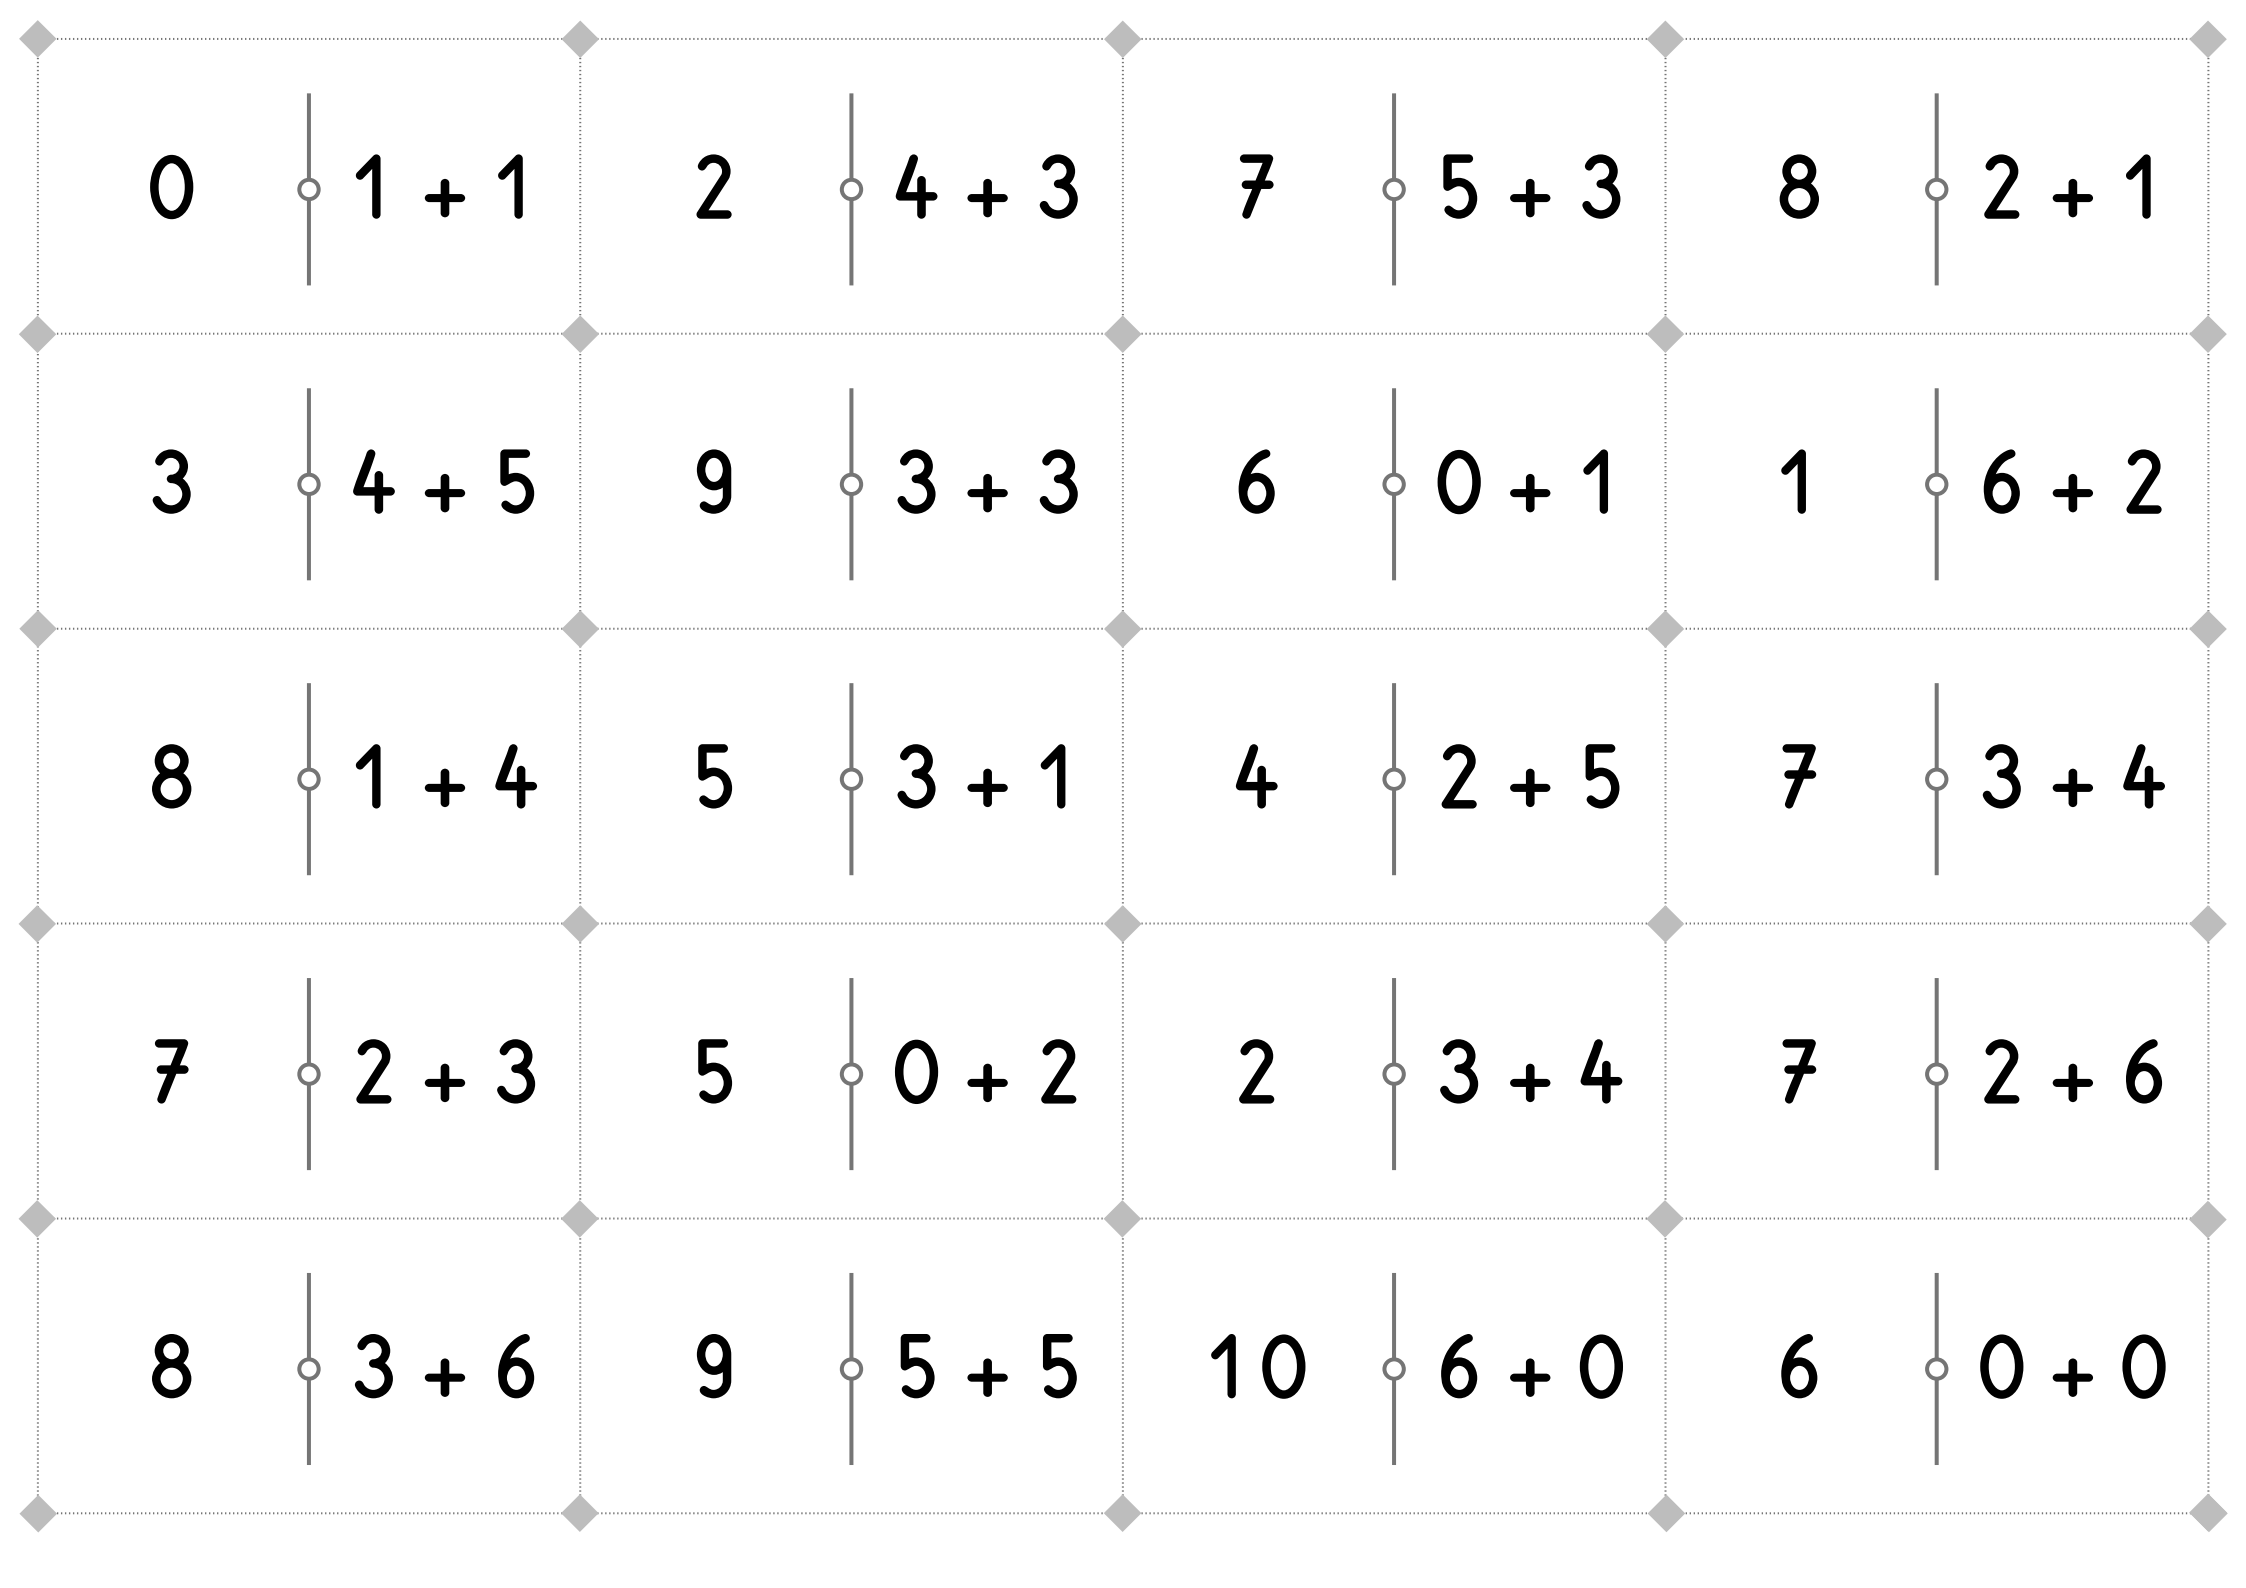 0 1 + 1 2 4 + 3 7 5 + 3 8 2 + 1
3 4 + 5 9 3 + 3 6 0 + 1 1 6 + 2
8 1 + 4 5 3 + 1 4 2 + 5 7 3 + 4
7 2 + 3 5 0 + 2 2 3 + 4 7 2 + 6
8 3 + 6 9 5 + 5 10 6 + 0 6 0 + 0